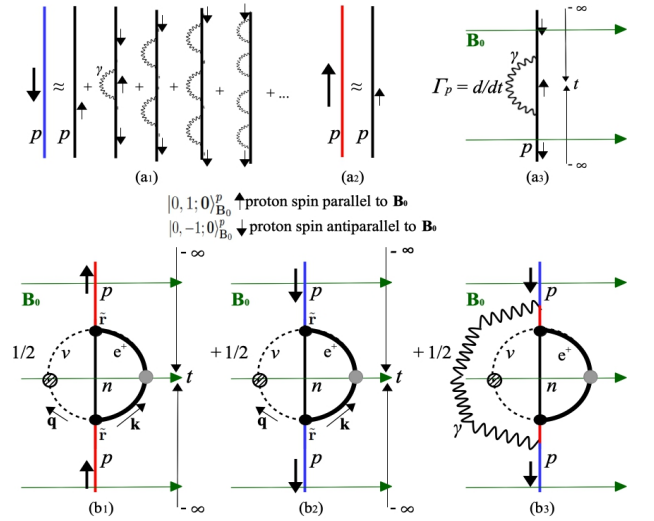 - ∞
B₀
γ
Γₚ = d/dt
t
≈ + + + + + ...
≈
γ
p p
p p
p
- ∞
(a1) (a2) (a3)
|0, 1; 0⟩ᵖ_B₀ proton spin parallel to B₀
|0, −1; 0⟩ᵖ_B₀ proton spin antiparallel to B₀
- ∞ - ∞
p p p
B₀ B₀ B₀
r̃ r̃
1/2 ν e⁺ + 1/2 ν e⁺ + 1/2 ν e⁺
n t n t n
q k q k
r̃ r̃ γ
p p p
- ∞ - ∞
(b1) (b2) (b3)